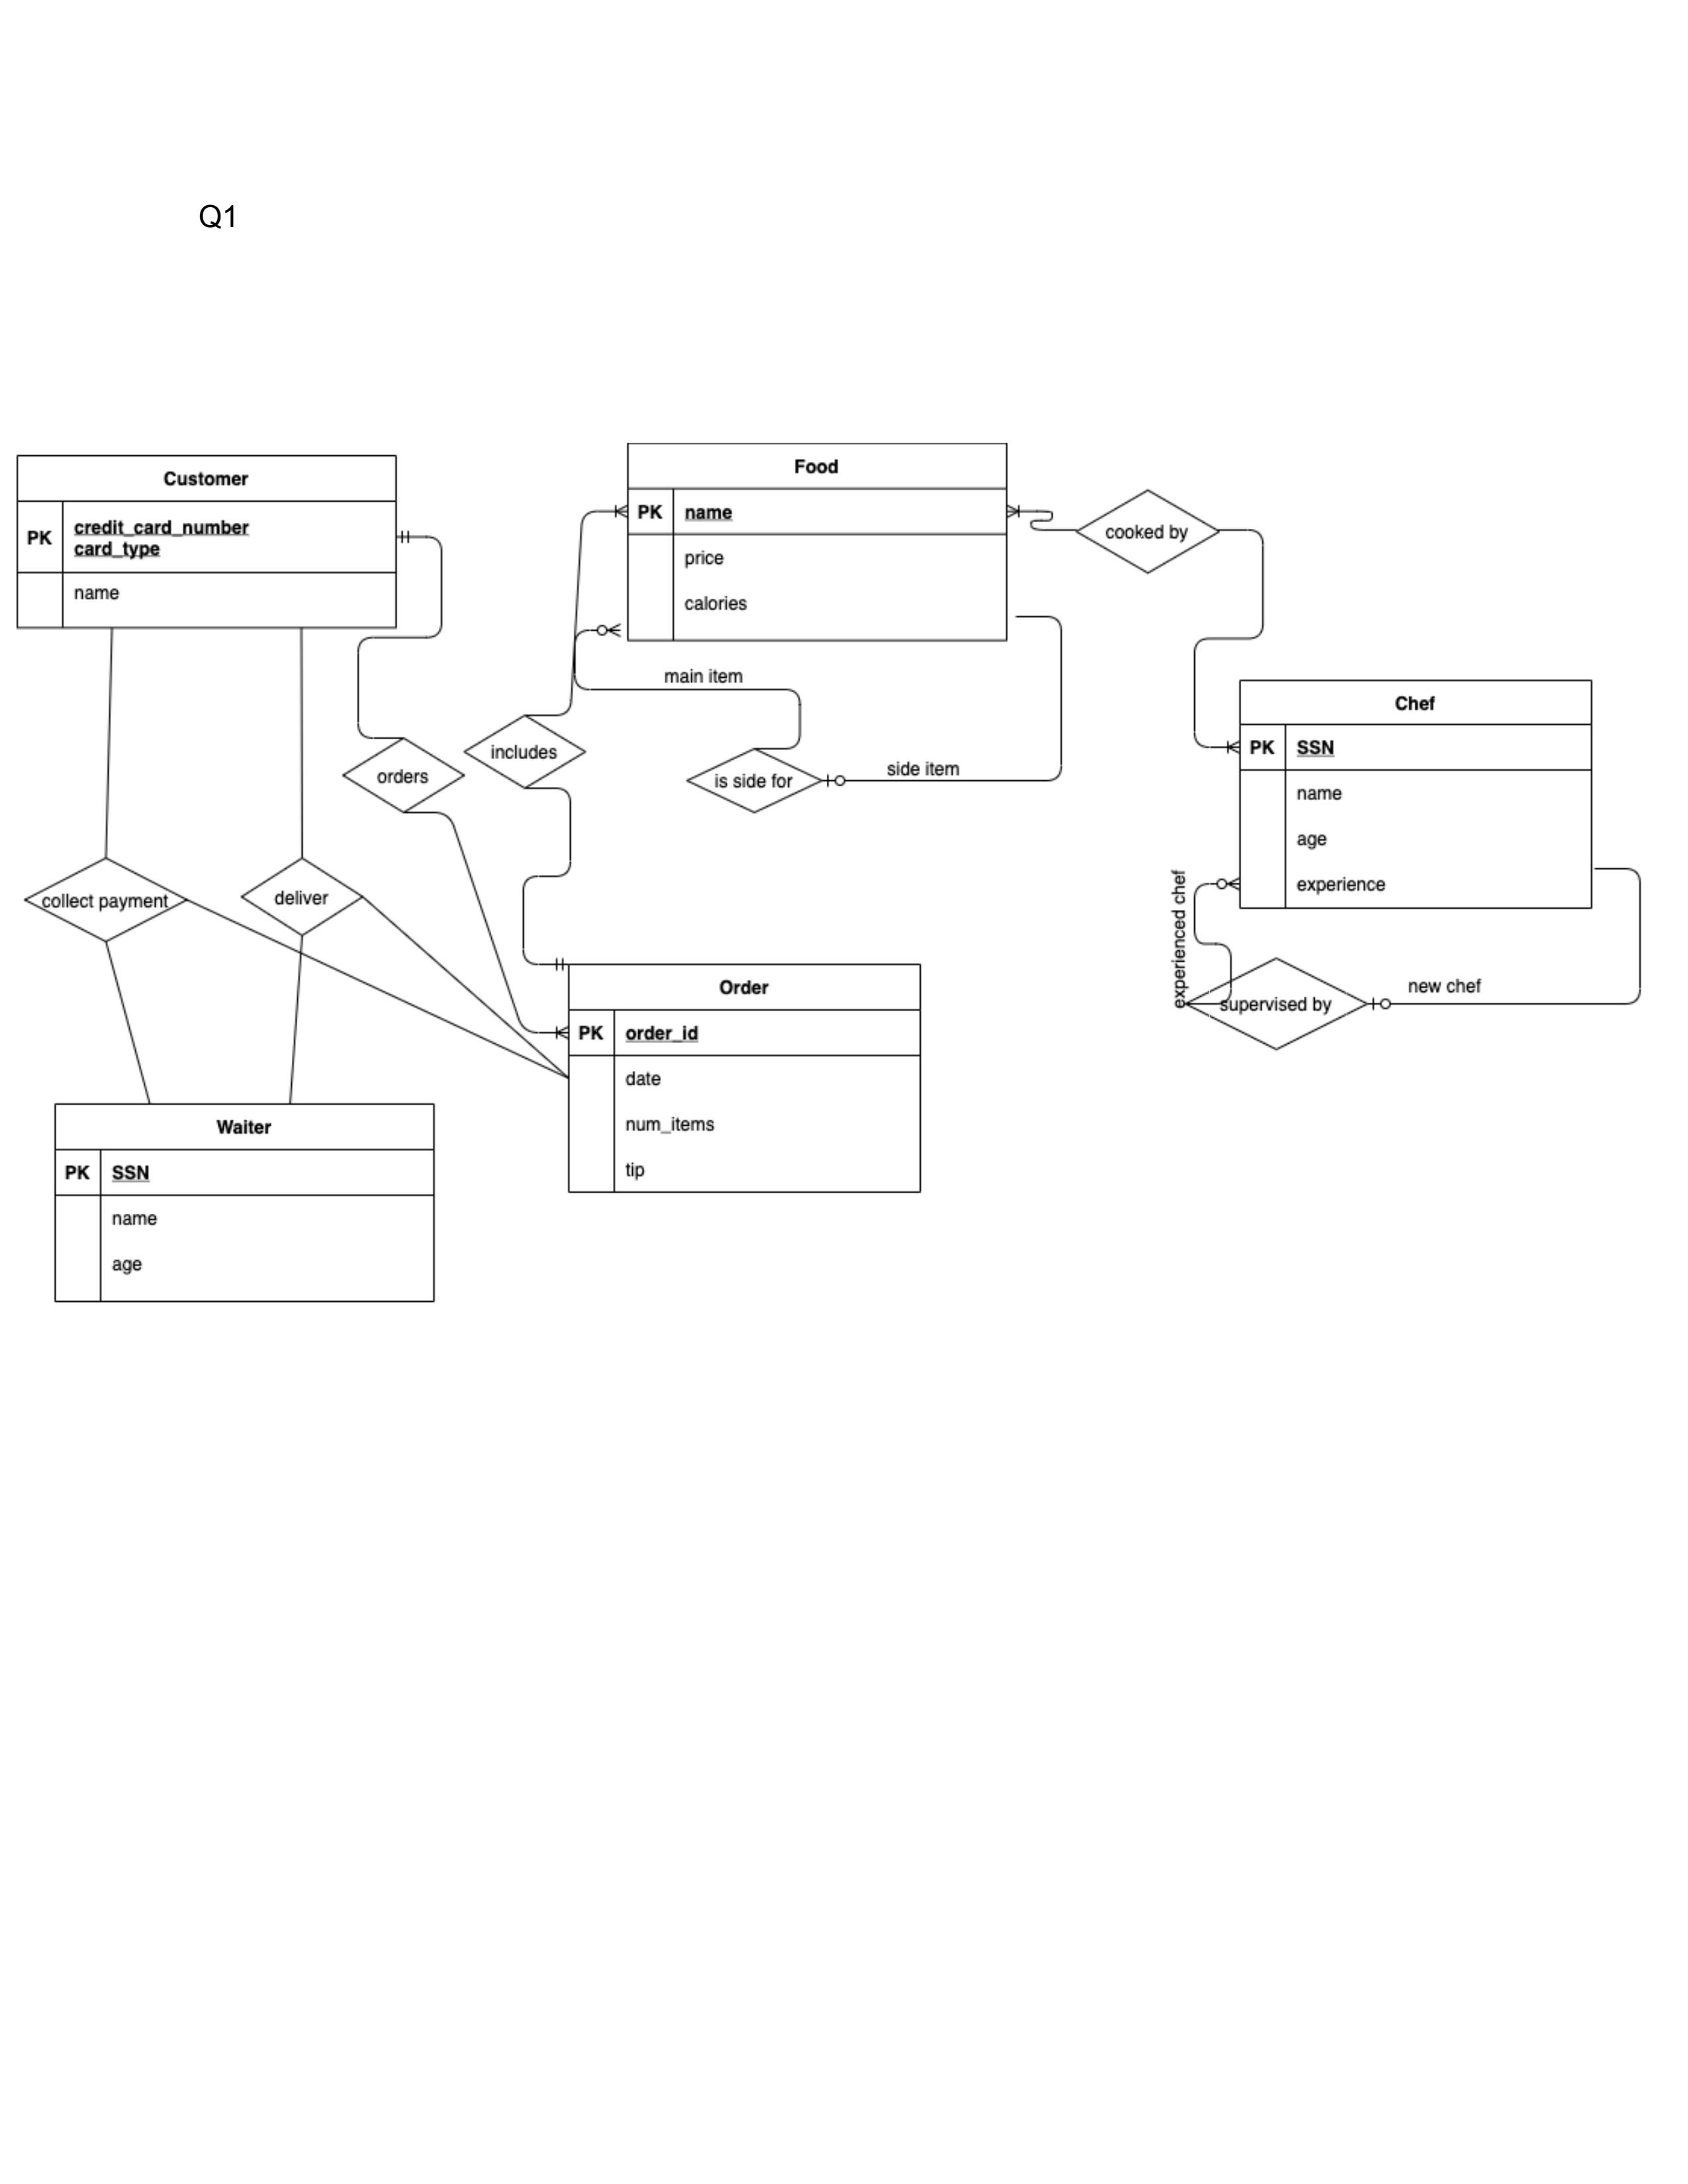 Q1
Customer
PK
credit_card_number
card_type
name
Food
PK
name
price
calories
cooked by
main item
includes
orders
is side for
side item
Chef
PK
SSN
name
age
experience
experienced chef
supervised by
new chef
collect payment
deliver
Order
PK
order_id
date
num_items
tip
Waiter
PK
SSN
name
age